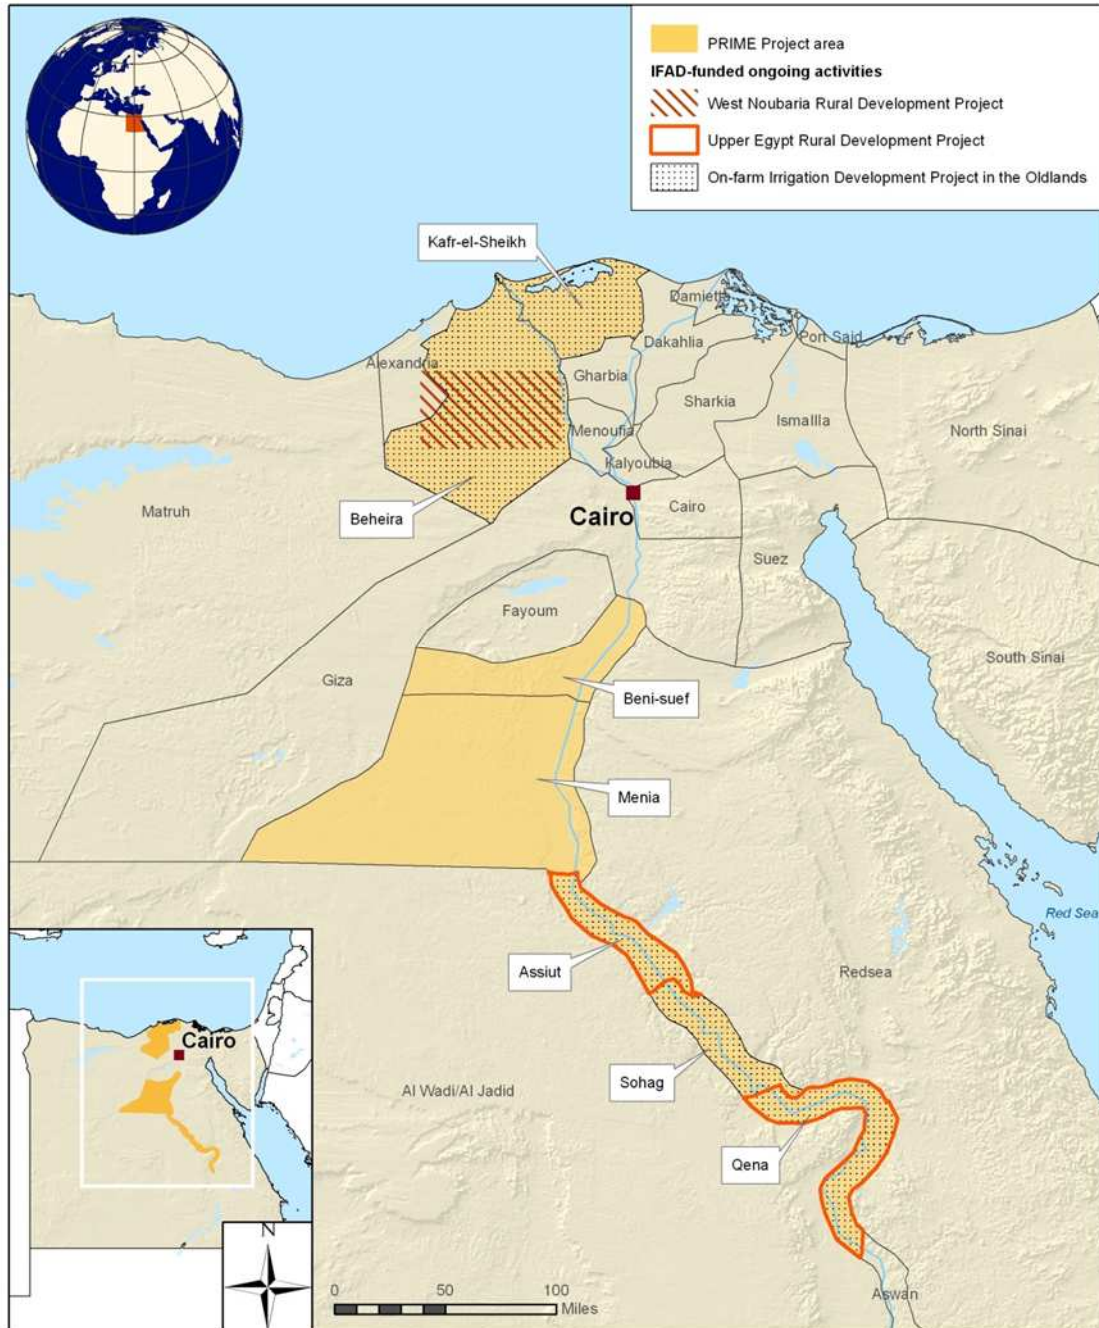 PRIME Project area
IFAD-funded ongoing activities
West Noubaria Rural Development Project
Upper Egypt Rural Development Project
On-farm Irrigation Development Project in the Oldlands
Kafr-el-Sheikh
Damietta
Port Said
Dakahlia
Alexandria
Gharbia
Sharkia
Ismallla
North Sinai
Menoufia
Kalyoubia
Matruh
Beheira
Cairo
Cairo
Suez
Fayoum
South Sinai
Giza
Beni-suef
Menia
Red Sea
Assiut
Redsea
Cairo
Sohag
Al Wadi/Al Jadid
Qena
N
0 50 100
Miles
Aswan